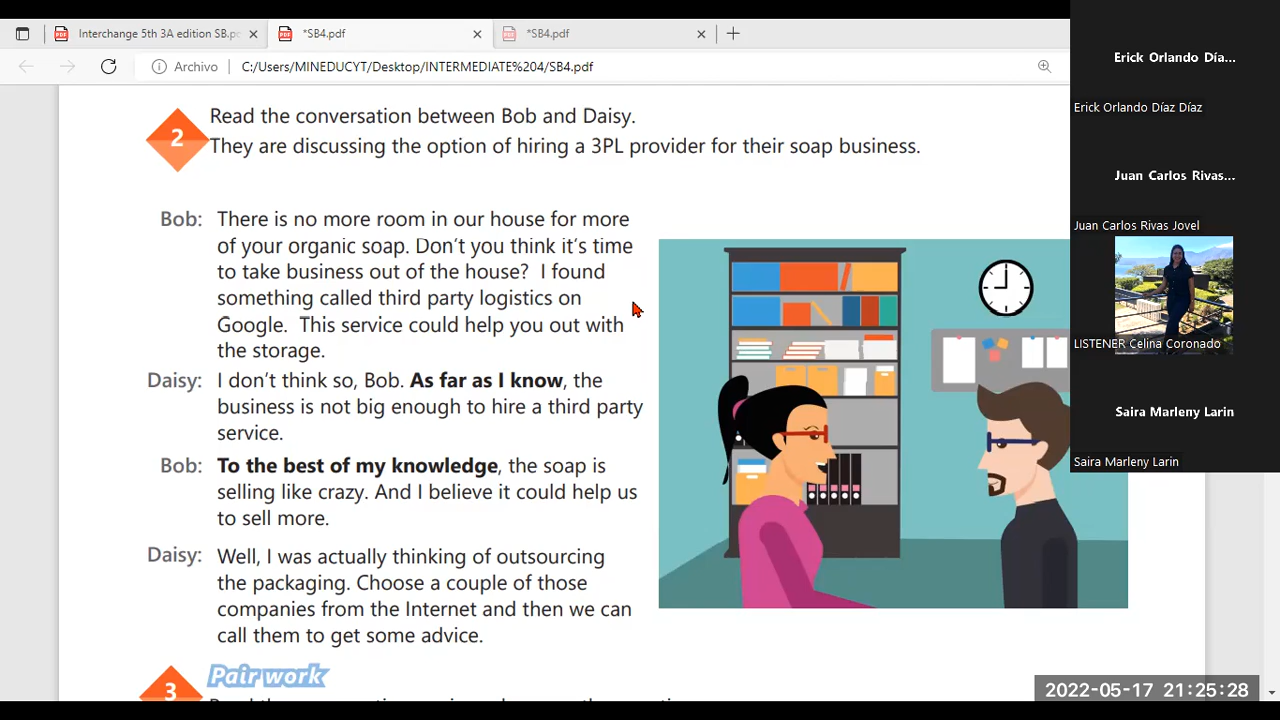 Interchange 5th 3A edition SB.pc
*SB4.pdf
*SB4.pdf
Archivo
C:/Users/MINEDUCYT/Desktop/INTERMEDIATE%204/SB4.pdf
2
Read the conversation between Bob and Daisy.
They are discussing the option of hiring a 3PL provider for their soap business.
Bob: There is no more room in our house for more
of your organic soap. Don't you think it's time
to take business out of the house? I found
something called third party logistics on
Google. This service could help you out with
the storage.
Daisy: I don't think so, Bob. As far as I know, the
business is not big enough to hire a third party
service.
Bob: To the best of my knowledge, the soap is
selling like crazy. And I believe it could help us
to sell more.
Daisy: Well, I was actually thinking of outsourcing
the packaging. Choose a couple of those
companies from the Internet and then we can
call them to get some advice.
3
Pair work
Erick Orlando Día...
Erick Orlando Díaz Díaz
Juan Carlos Rivas...
Juan Carlos Rivas Jovel
LISTENER Celina Coronado
Saira Marleny Larin
Saira Marleny Larin
2022-05-17 21:25:28